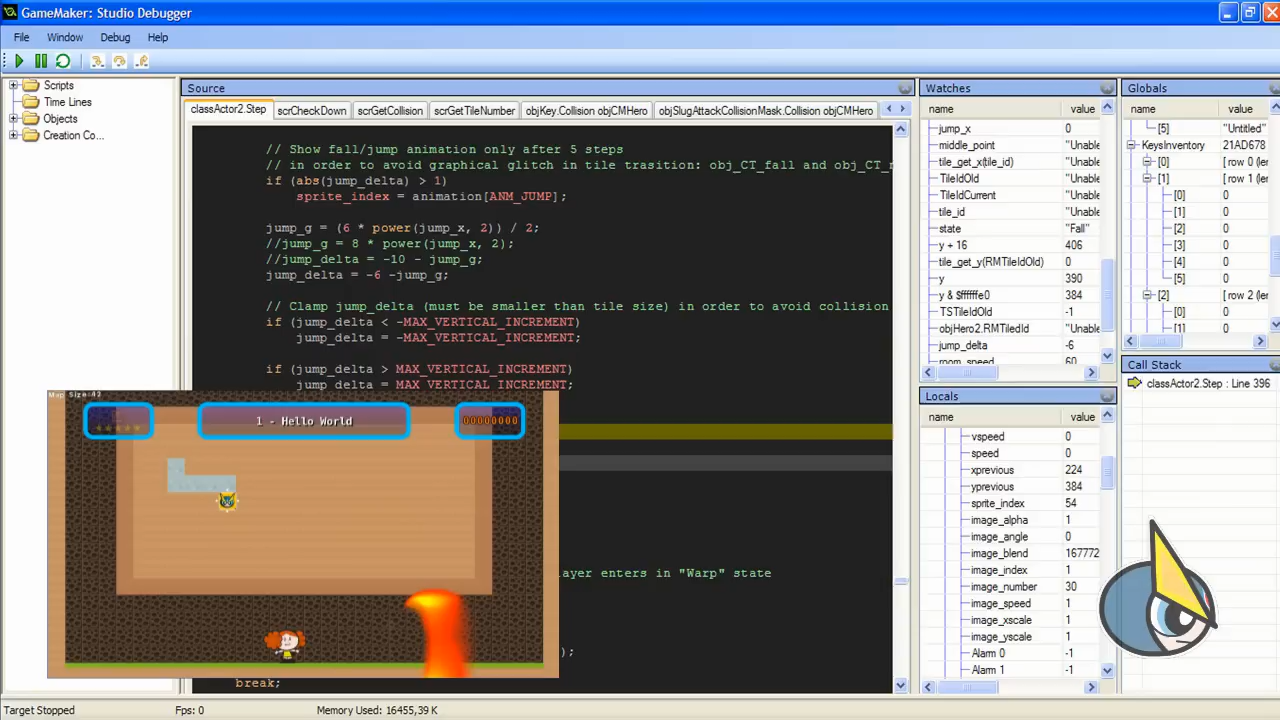 GameMaker: Studio Debugger
File Window Debug Help
Scripts
Time Lines
Objects
Creation Co...
Source
classActor2.Step scrCheckDown scrGetCollision scrGetTileNumber objKey.Collision objCMHero objSlugAttackCollisionMask.Collision objCMHero
// Show fall/jump animation only after 5 steps
// in order to avoid graphical glitch in tile trasition: obj_CT_fall and obj_CT_
if (abs(jump_delta) > 1)
sprite_index = animation[ANM_JUMP];
jump_g = (6 * power(jump_x, 2)) / 2;
//jump_g = 8 * power(jump_x, 2);
//jump_delta = -10 - jump_g;
jump_delta = -6 -jump_g;
// Clamp jump_delta (must be smaller than tile size) in order to avoid collision
if (jump_delta < -MAX_VERTICAL_INCREMENT)
jump_delta = -MAX_VERTICAL_INCREMENT;
if (jump_delta > MAX_VERTICAL_INCREMENT)
jump_delta = MAX_VERTICAL_INCREMENT;
layer enters in "Warp" state
);
break;
1 - Hello World
00000000
Watches
name value
jump_x 0
middle_point "Unable
tile_get_x(tile_id) "Unable
TileIdOld "Unable
TileIdCurrent "Unable
tile_id "Unable
state "Fall"
y + 16 406
tile_get_y(RMTileIdOld) 0
y 390
y & $ffffffe0 384
TSTileIdOld -1
objHero2.RMTiledId "Unable
jump_delta -6
room_speed 60
Locals
name value
vspeed 0
speed 0
xprevious 224
yprevious 384
sprite_index 54
image_alpha 1
image_angle 0
image_blend 167772
image_index 1
image_number 30
image_speed 1
image_xscale 1
image_yscale 1
Alarm 0 -1
Alarm 1 -1
Globals
name value
[5] "Untitled"
KeysInventory 21AD678
[0] [ row 0 (ler
[1] [ row 1 (ler
[0] 0
[1] 0
[2] 0
[3] 0
[4] 0
[5] 0
[2] [ row 2 (ler
[0] 0
[1] 0
Call Stack
classActor2.Step : Line 396
Target Stopped Fps: 0 Memory Used: 16455,39 K